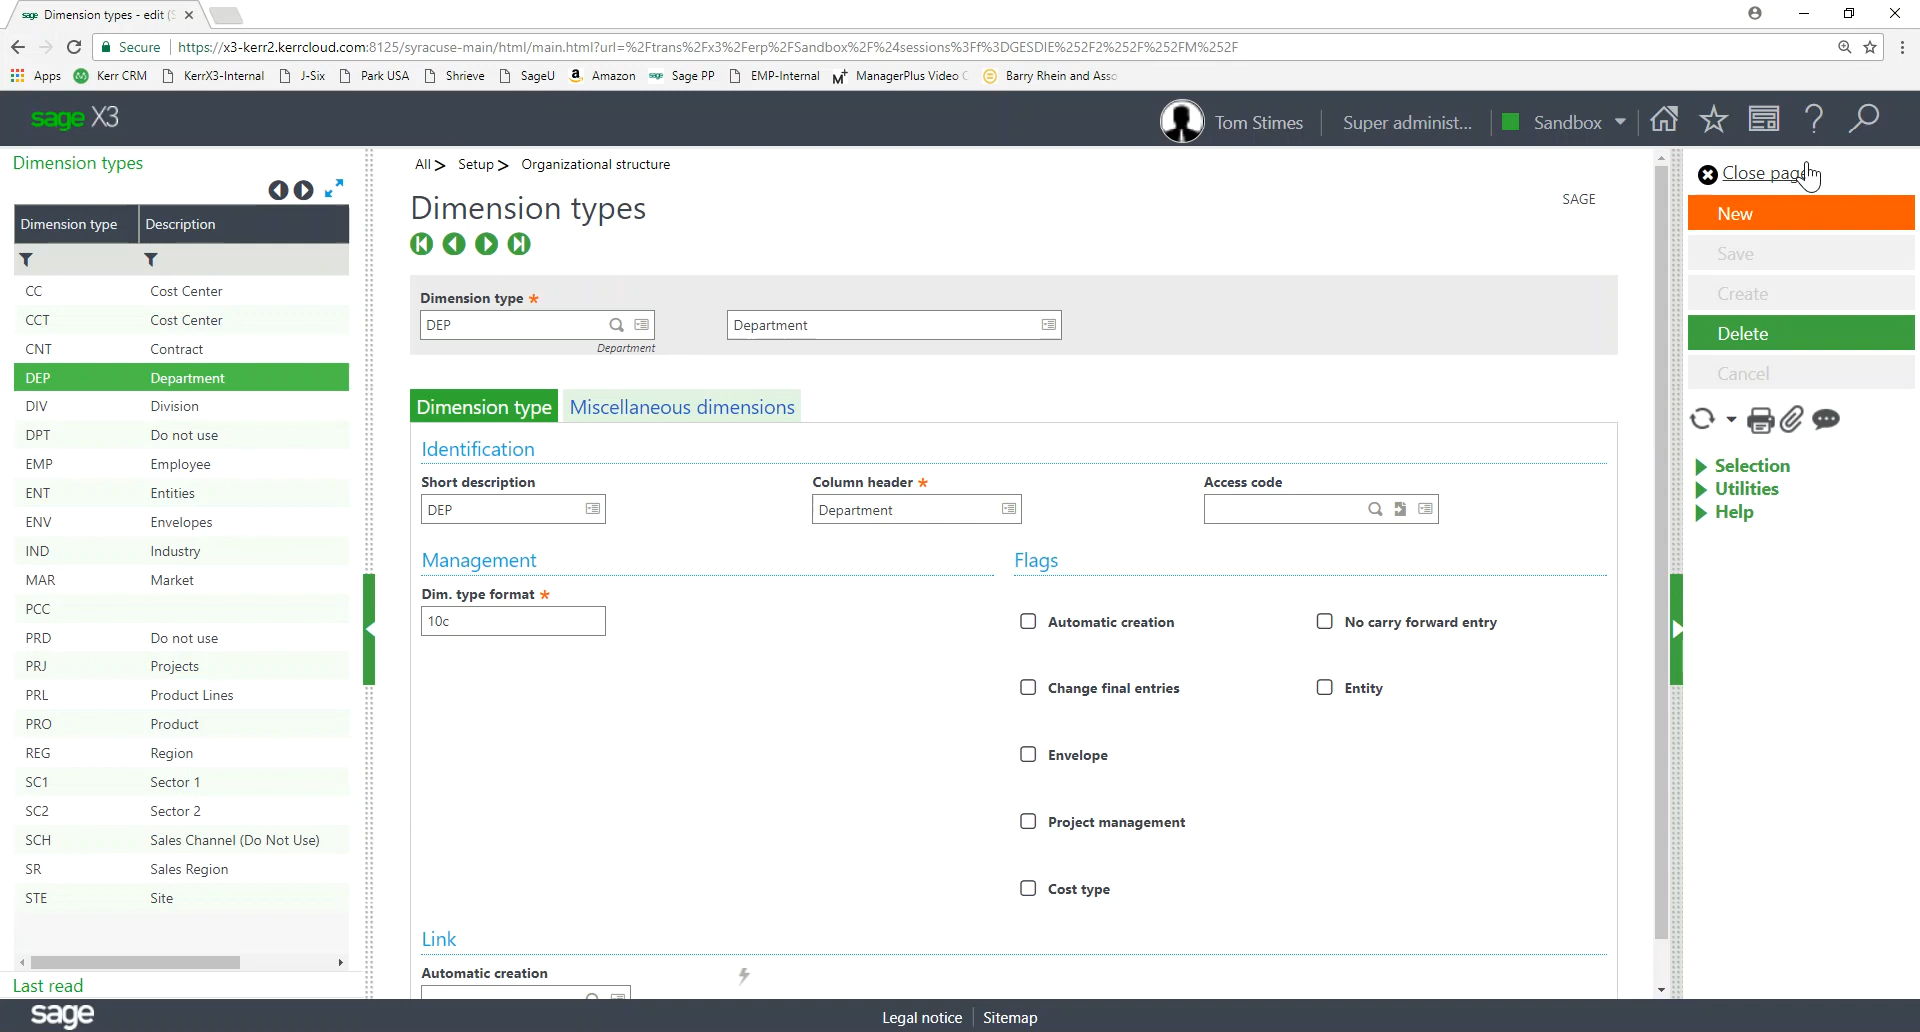 sage Dimension types - edit (S
Secure https://x3-kerr2.kerrcloud.com:8125/syracuse-main/html/main.html?url=%2Ftrans%2Fx3%2Ferp%2FSandbox%2F%24sessions%3Ff%3DGESDIE%252F2%252F%252FM%252F
Apps Kerr CRM KerrX3-Internal J-Six Park USA Shrieve SageU Amazon sage Sage PP EMP-Internal ManagerPlus Video C Barry Rhein and Asso
sage X3
Tom Stimes Super administ... Sandbox
Dimension types
All > Setup > Organizational structure
Close page
Dimension types
SAGE
New
Dimension type Description
Save
Dimension type *
Create
CC Cost Center
CCT Cost Center
CNT Contract
DEP Department
DIV Division
DPT Do not use
EMP Employee
ENT Entities
ENV Envelopes
IND Industry
MAR Market
PCC
PRD Do not use
PRJ Projects
PRL Product Lines
PRO Product
REG Region
SC1 Sector 1
SC2 Sector 2
SCH Sales Channel (Do Not Use)
SR Sales Region
STE Site
Last read
DEP
Department
Department
Delete
Cancel
Dimension type Miscellaneous dimensions
Identification
Short description Column header * Access code
DEP Department
Selection
Utilities
Help
Management Flags
Dim. type format *
10c
Automatic creation No carry forward entry
Change final entries Entity
Envelope
Project management
Cost type
Link
Automatic creation
sage
Legal notice Sitemap